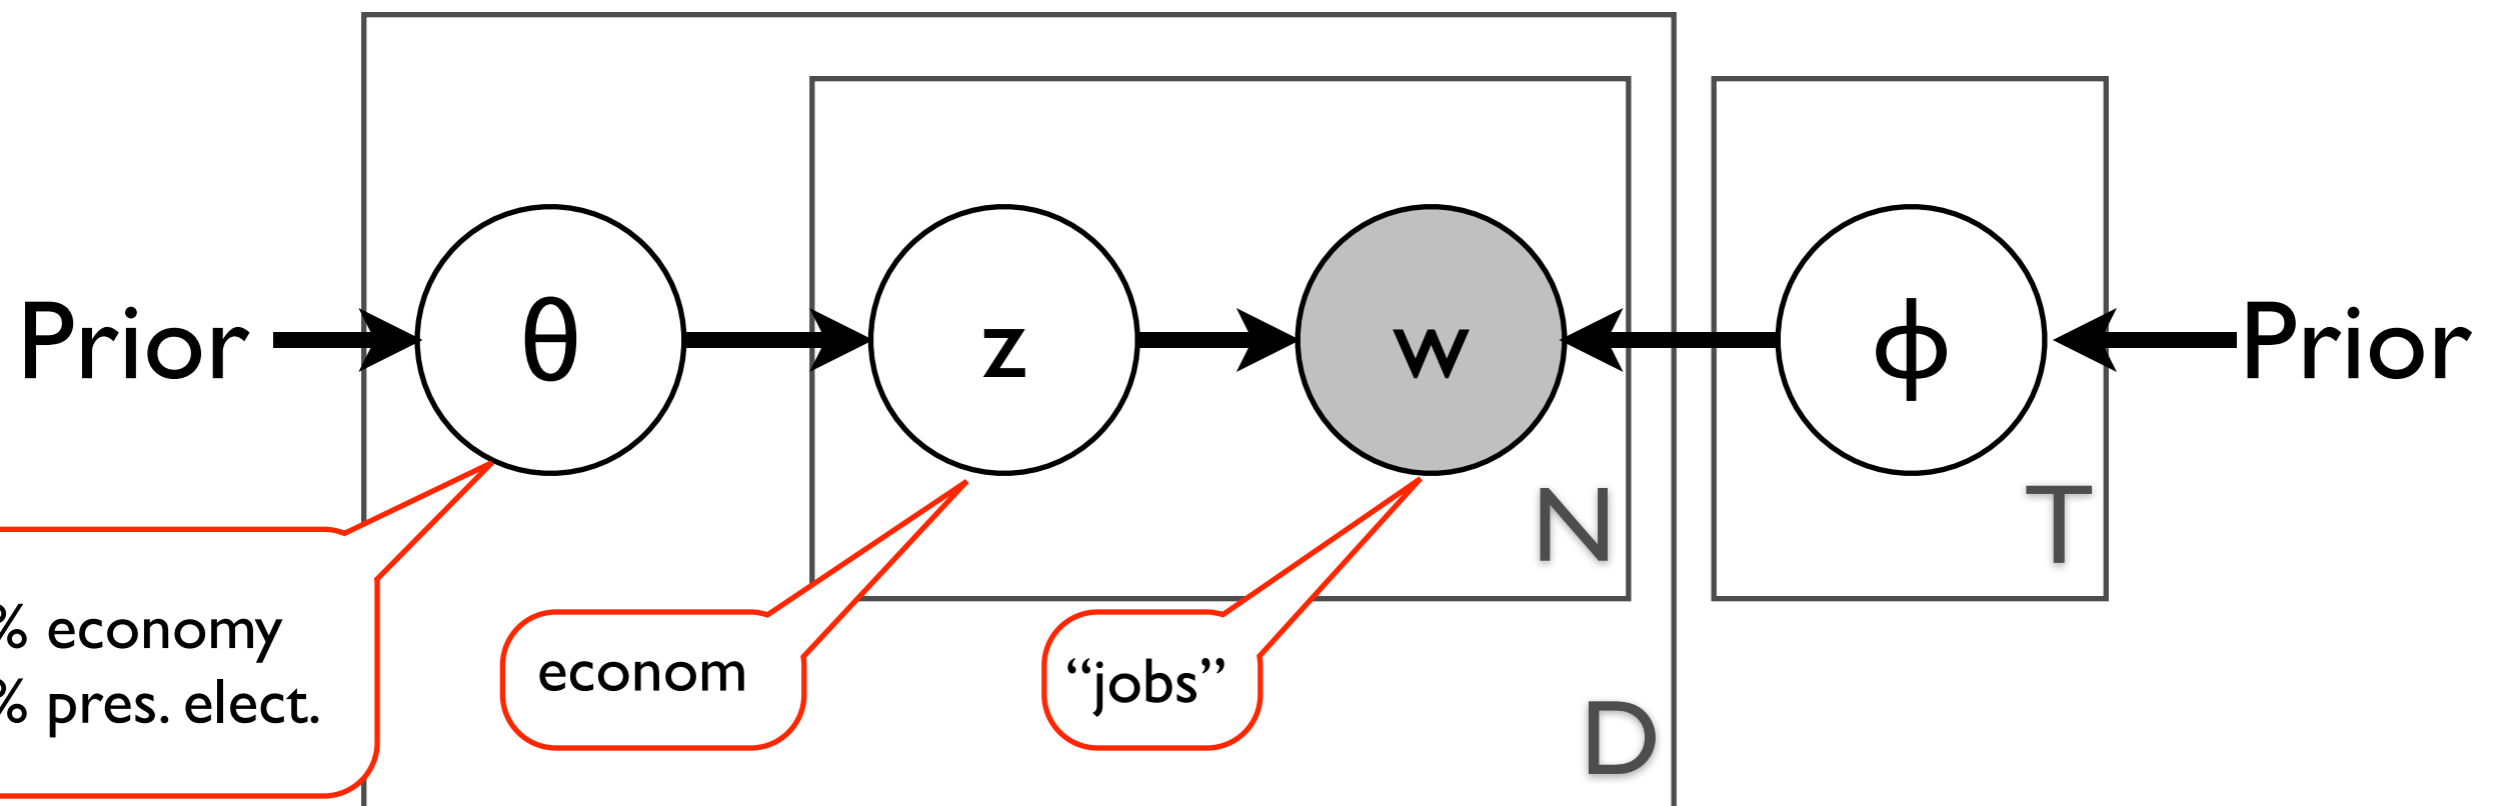 Prior
θ
z
w
ϕ
Prior
N
T
% economy
% pres. elect.
econom
“jobs”
D